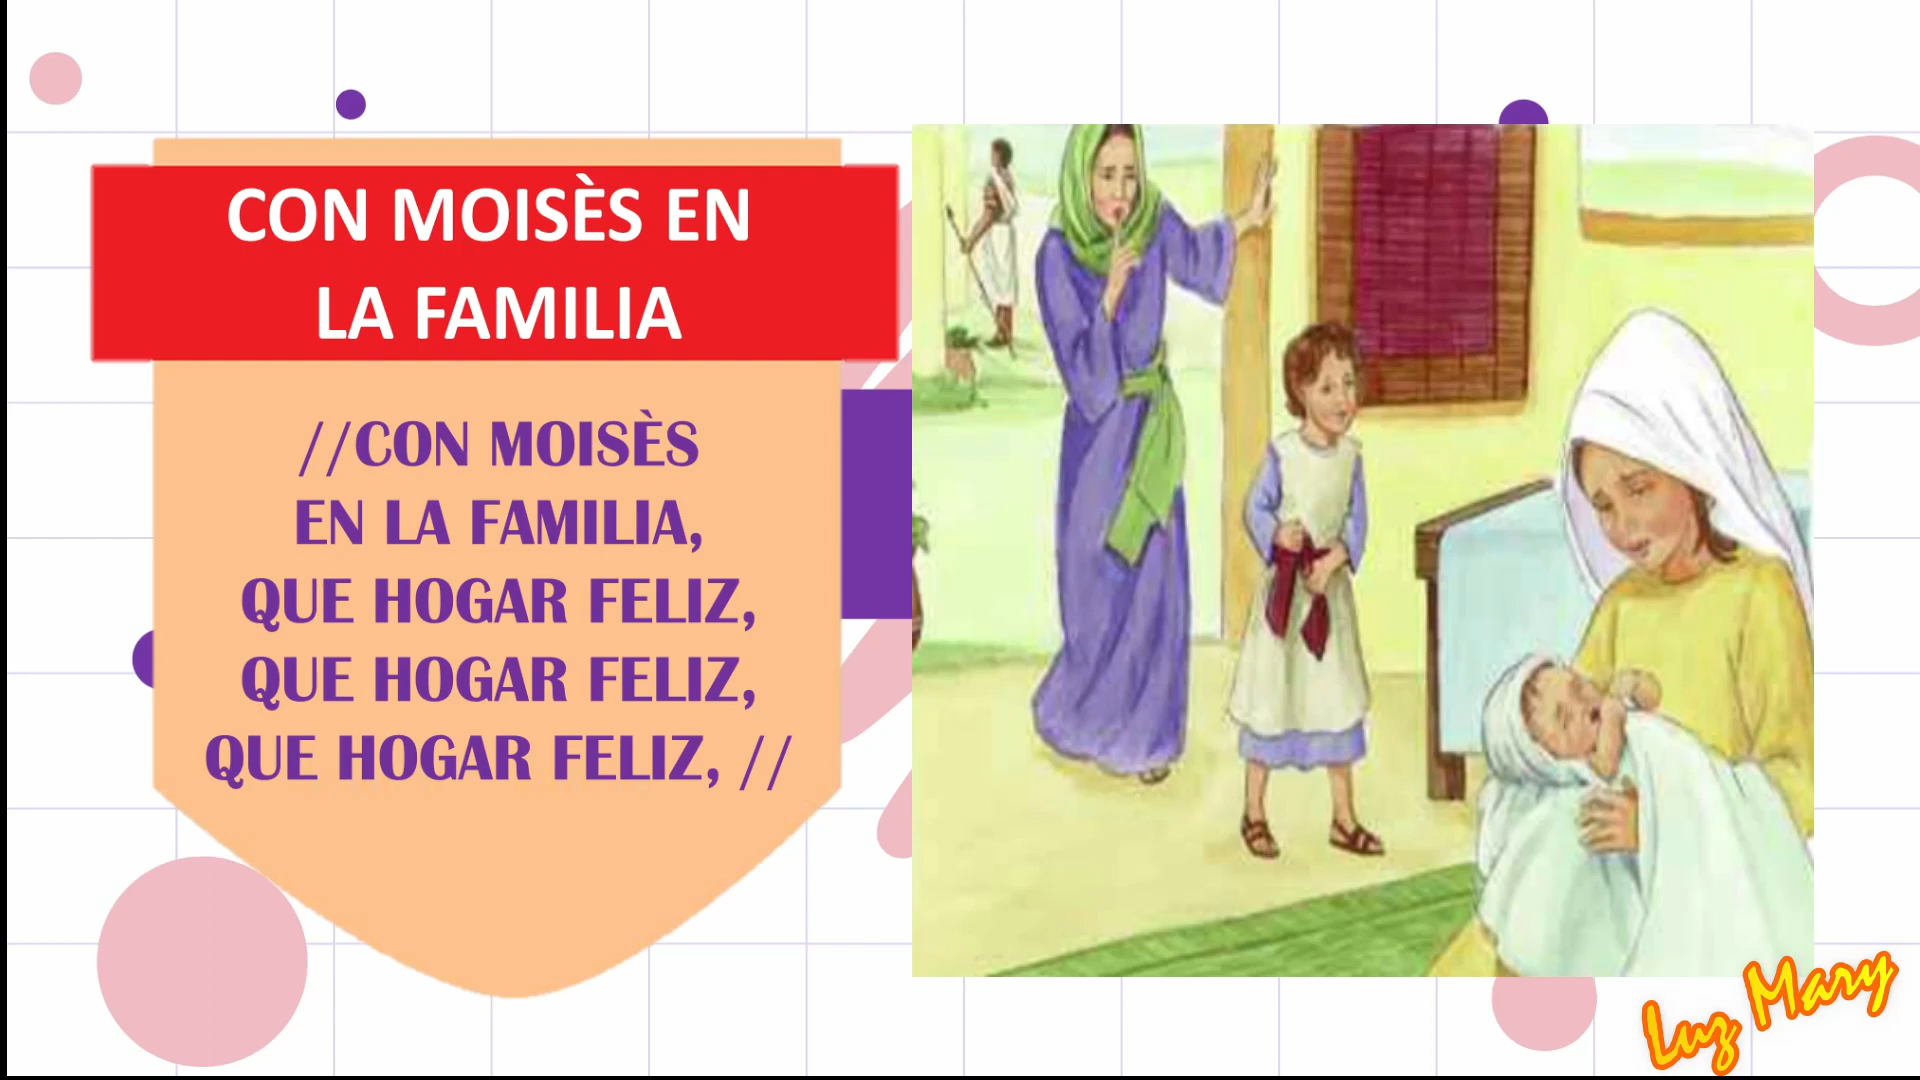 CON MOISÈS EN
LA FAMILIA
//CON MOISÈS
EN LA FAMILIA,
QUE HOGAR FELIZ,
QUE HOGAR FELIZ,
QUE HOGAR FELIZ, //
Luz Mary